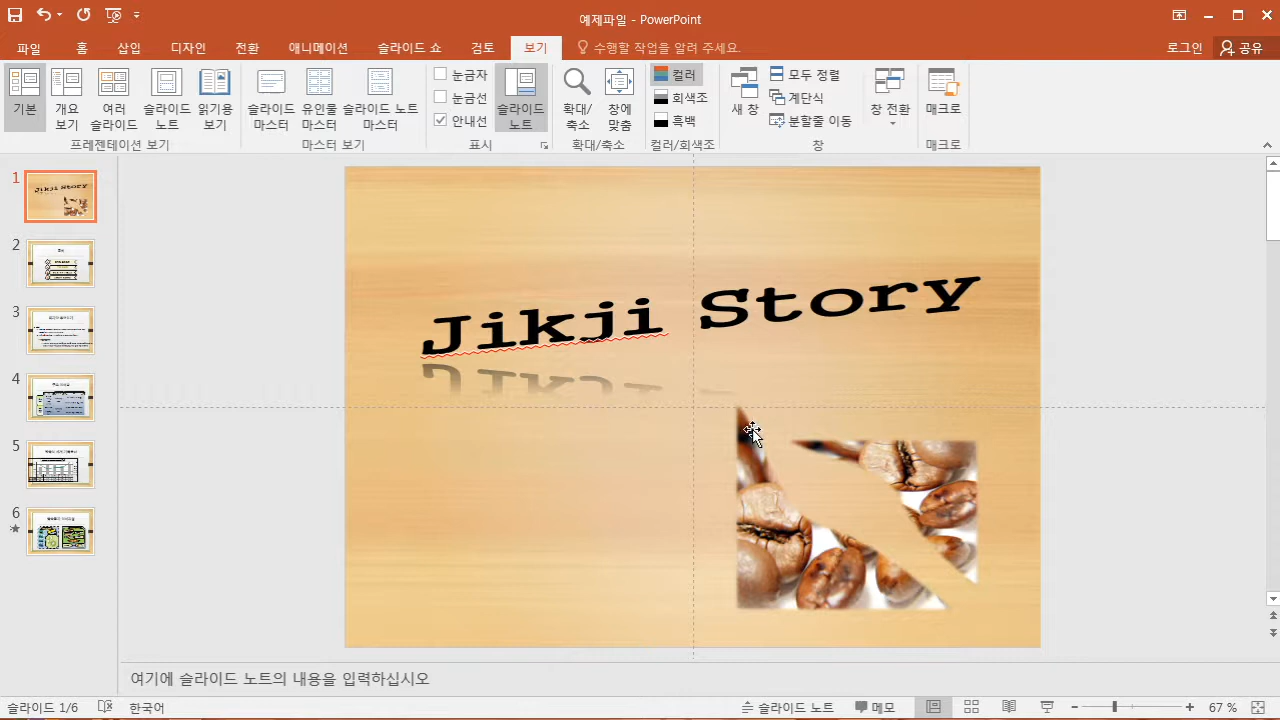 예제파일 - PowerPoint
파일 홈 삽입 디자인 전환 애니메이션 슬라이드 쇼 검토 보기 수행할 작업을 알려 주세요. 로그인 공유
기본 개요 보기 여러 슬라이드 슬라이드 노트 읽기용 보기 슬라이드 마스터 유인물 마스터 슬라이드 노트 마스터 눈금자 눈금선 안내선 슬라이드 노트 확대/축소 창에 맞춤 컬러 회색조 흑백 새 창 모두 정렬 계단식 분할줄 이동 창 전환 매크로
프레젠테이션 보기 마스터 보기 표시 확대/축소 컬러/회색조 창 매크로
1
2
3
4
5
6
Jikji Story
여기에 슬라이드 노트의 내용을 입력하십시오
슬라이드 1/6 한국어 슬라이드 노트 메모 67 %